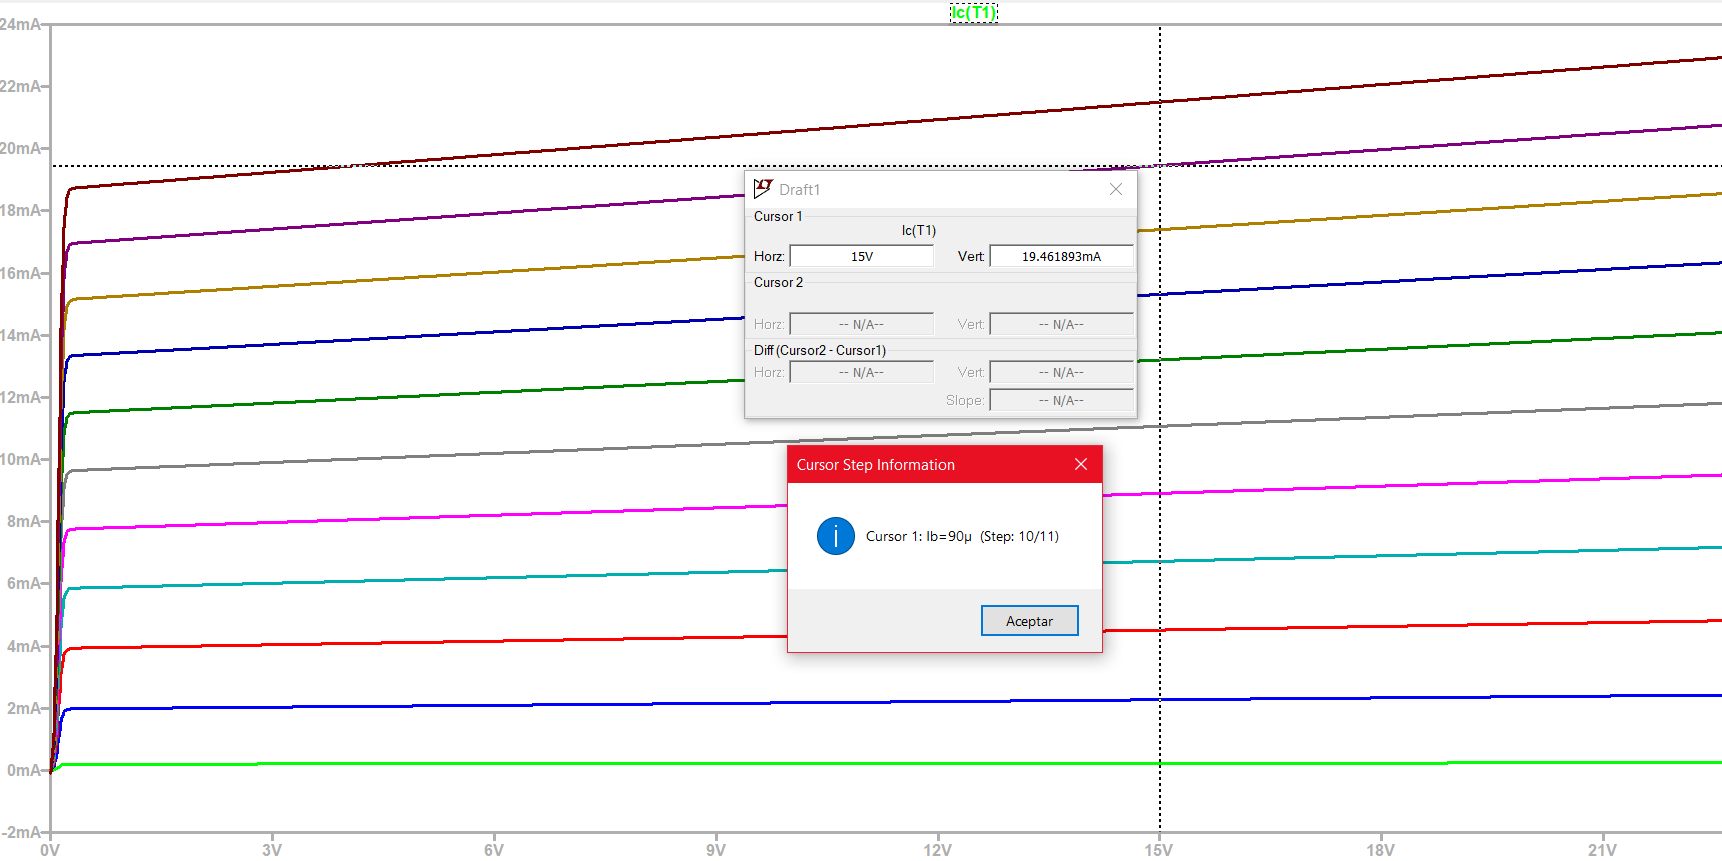 Ic(T1)
24mA
22mA
20mA
18mA
16mA
14mA
12mA
10mA
8mA
6mA
4mA
2mA
0mA
-2mA
Draft1
Cursor 1
Ic(T1)
Horz: 15V Vert: 19.461893mA
Cursor 2
Horz: -- N/A-- Vert: -- N/A--
Diff (Cursor2 - Cursor1)
Horz: -- N/A-- Vert: -- N/A--
Slope: -- N/A--
Cursor Step Information
Cursor 1: Ib=90µ (Step: 10/11)
Aceptar
0V 3V 6V 9V 12V 15V 18V 21V